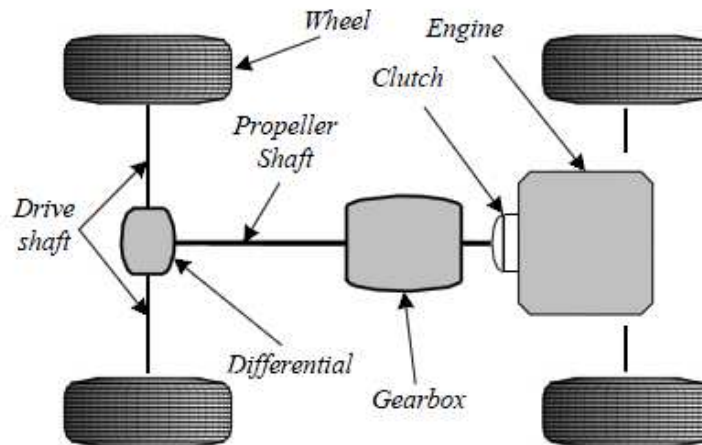 Wheel
Engine
Clutch
Propeller
Shaft
Drive
shaft
Differential
Gearbox